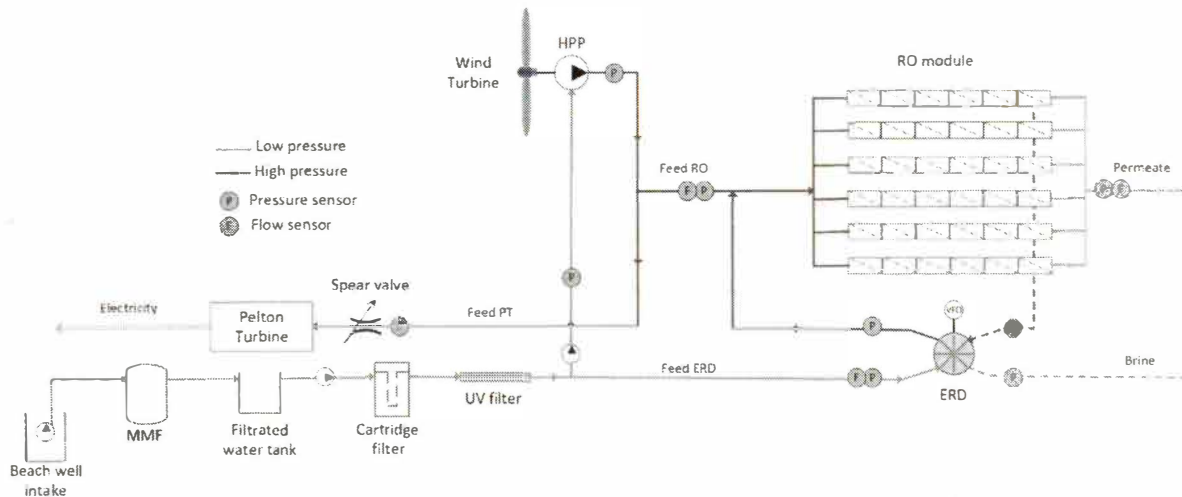 HPP
Wind
Turbine
RO module
Low pressure
High pressure
P
Pressure sensor
F
Flow sensor
P
Feed RO
F P
Permeate
P F
P
Spear valve
Electricity
Pelton
Turbine
Feed PT
P
VFD
Feed ERD
F P
P
Brine
ERD
MMF
Filtrated
water tank
Cartridge
filter
UV filter
Beach well
intake